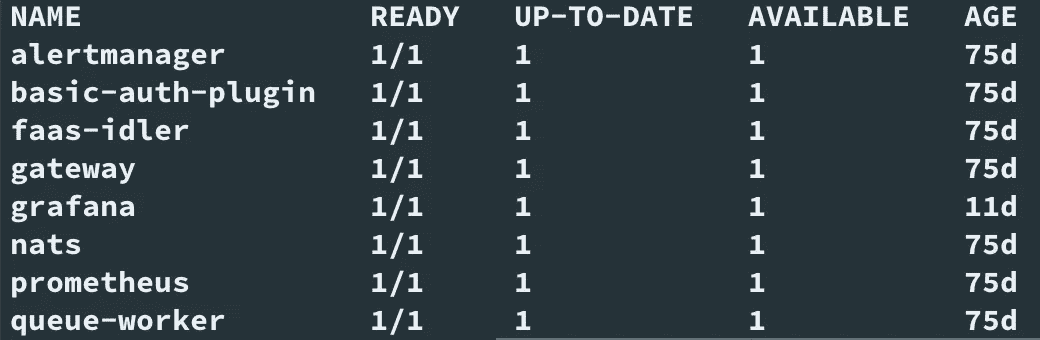 NAME READY UP-TO-DATE AVAILABLE AGE
alertmanager 1/1 1 1 75d
basic-auth-plugin 1/1 1 1 75d
faas-idler 1/1 1 1 75d
gateway 1/1 1 1 75d
grafana 1/1 1 1 11d
nats 1/1 1 1 75d
prometheus 1/1 1 1 75d
queue-worker 1/1 1 1 75d